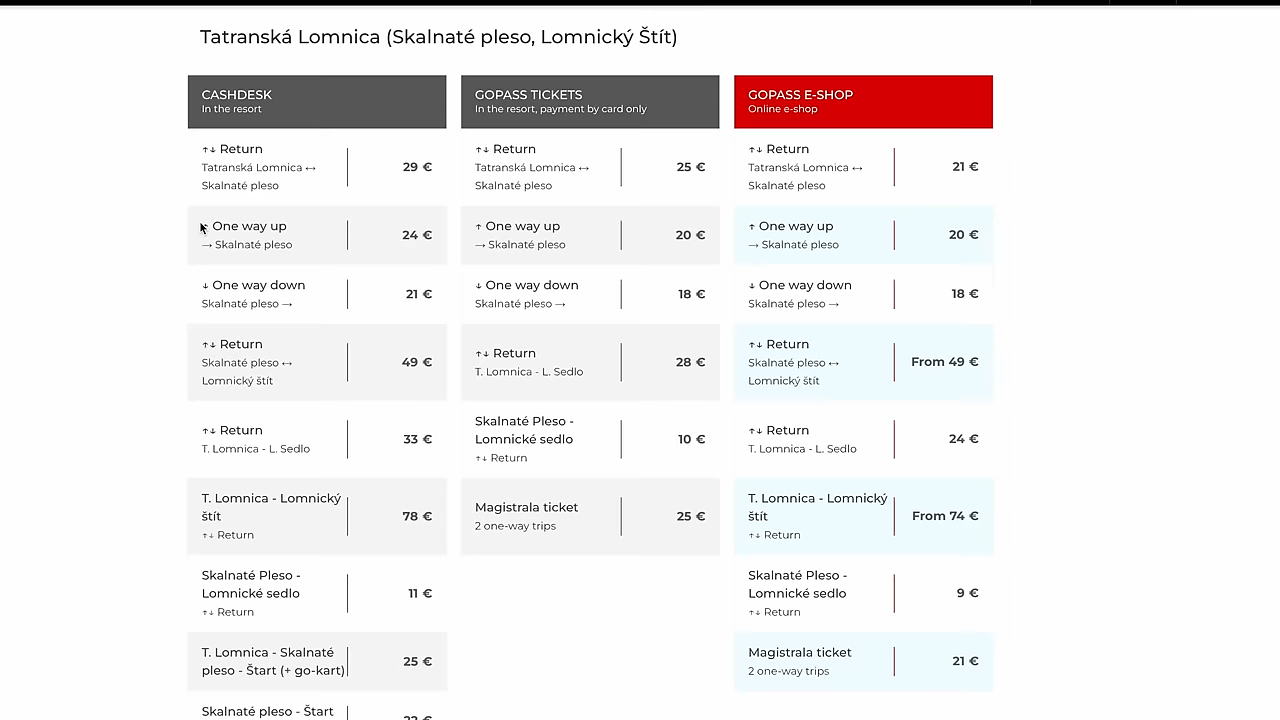 Tatranská Lomnica (Skalnaté pleso, Lomnický Štít)
CASHDESK
In the resort
↑↓ Return
Tatranská Lomnica ↔
Skalnaté pleso
29 €
↑ One way up
→ Skalnaté pleso
24 €
↓ One way down
Skalnaté pleso →
21 €
↑↓ Return
Skalnaté pleso ↔
Lomnický štít
49 €
↑↓ Return
T. Lomnica - L. Sedlo
33 €
T. Lomnica - Lomnický
štít
↑↓ Return
78 €
Skalnaté Pleso -
Lomnické sedlo
↑↓ Return
11 €
T. Lomnica - Skalnaté
pleso - Štart (+ go-kart)
25 €
Skalnaté pleso - Štart
GOPASS TICKETS
In the resort, payment by card only
↑↓ Return
Tatranská Lomnica ↔
Skalnaté pleso
25 €
↑ One way up
→ Skalnaté pleso
20 €
↓ One way down
Skalnaté pleso →
18 €
↑↓ Return
T. Lomnica - L. Sedlo
28 €
Skalnaté Pleso -
Lomnické sedlo
↑↓ Return
10 €
Magistrala ticket
2 one-way trips
25 €
GOPASS E-SHOP
Online e-shop
↑↓ Return
Tatranská Lomnica ↔
Skalnaté pleso
21 €
↑ One way up
→ Skalnaté pleso
20 €
↓ One way down
Skalnaté pleso →
18 €
↑↓ Return
Skalnaté pleso ↔
Lomnický štít
From 49 €
↑↓ Return
T. Lomnica - L. Sedlo
24 €
T. Lomnica - Lomnický
štít
↑↓ Return
From 74 €
Skalnaté Pleso -
Lomnické sedlo
↑↓ Return
9 €
Magistrala ticket
2 one-way trips
21 €